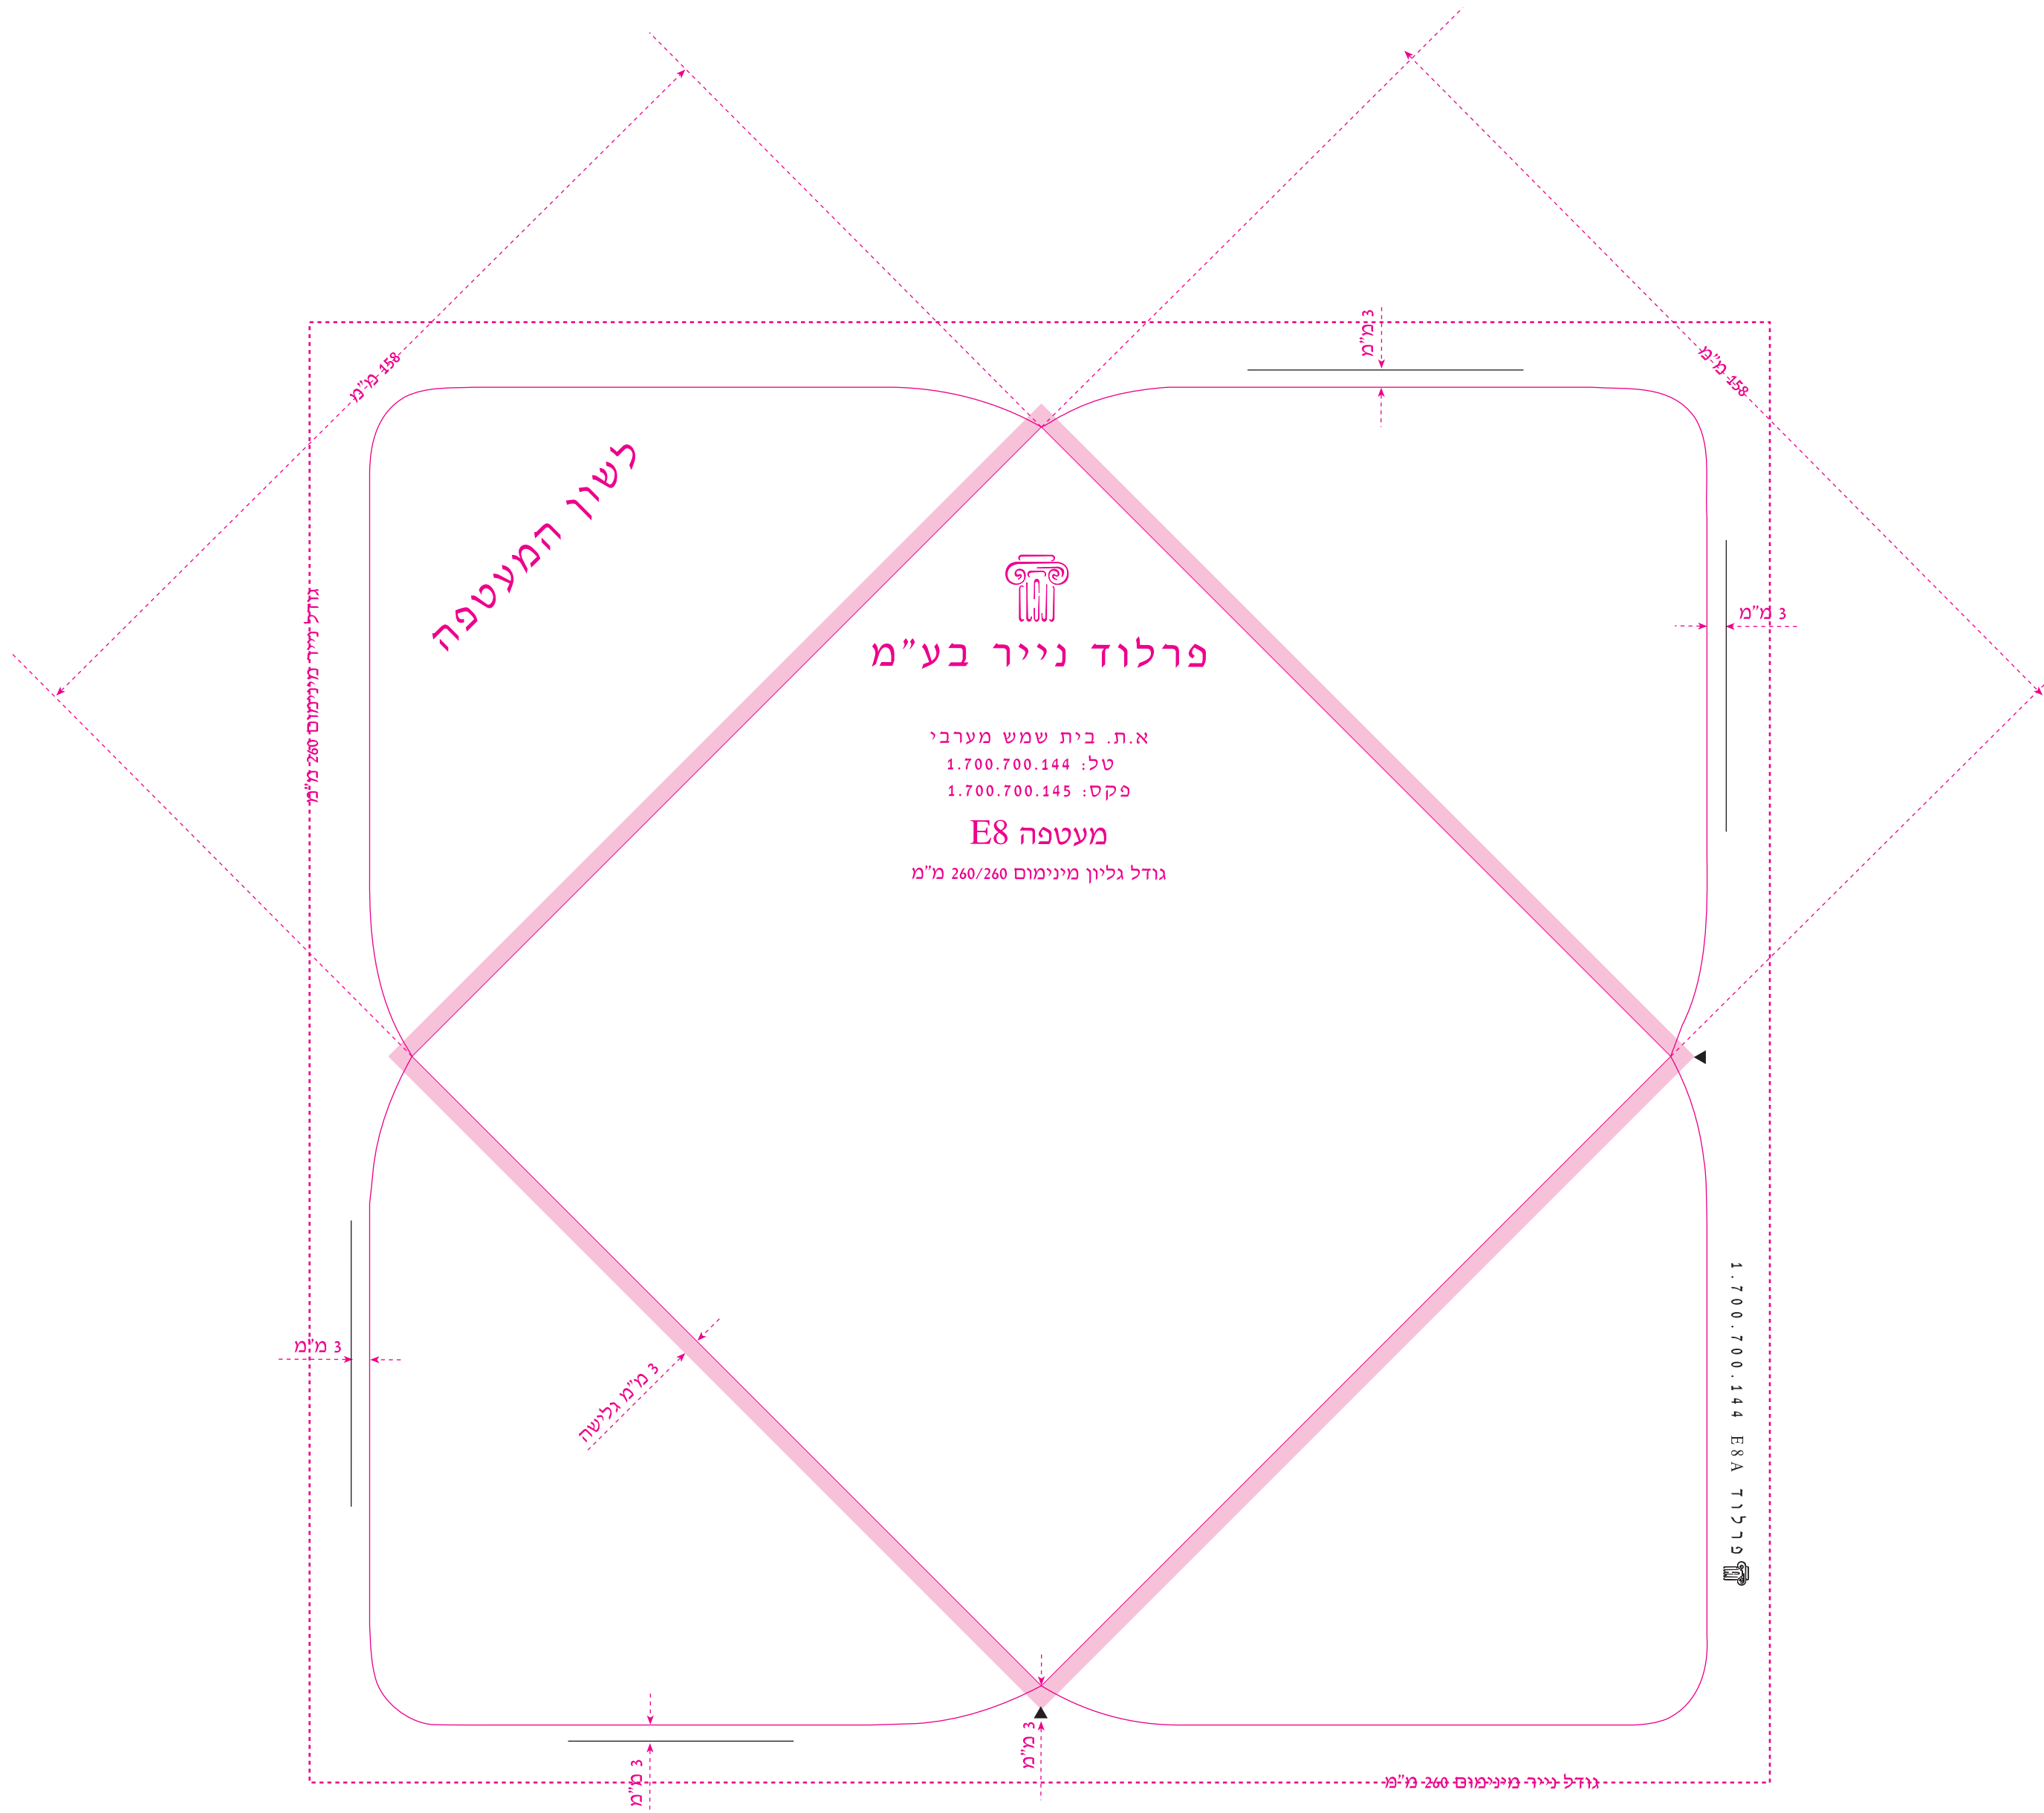 3 מ"מ
158 מ"מ
158 מ"מ
לשון המעטפה
גודל נייר מינימום 260 מ"מ
3 מ"מ
פרלוד נייר בע"מ
א.ת. בית שמש מערבי
טל: 1.700.700.144
פקס: 1.700.700.145
מעטפה E8
גודל גליון מינימום 260/260 מ"מ
3 מ"מ
3 מ"מ גלישה
פרלוד 1.700.700.144 E8A
3 מ"מ
3 מ"מ
גודל נייר מינימום 260 מ"מ